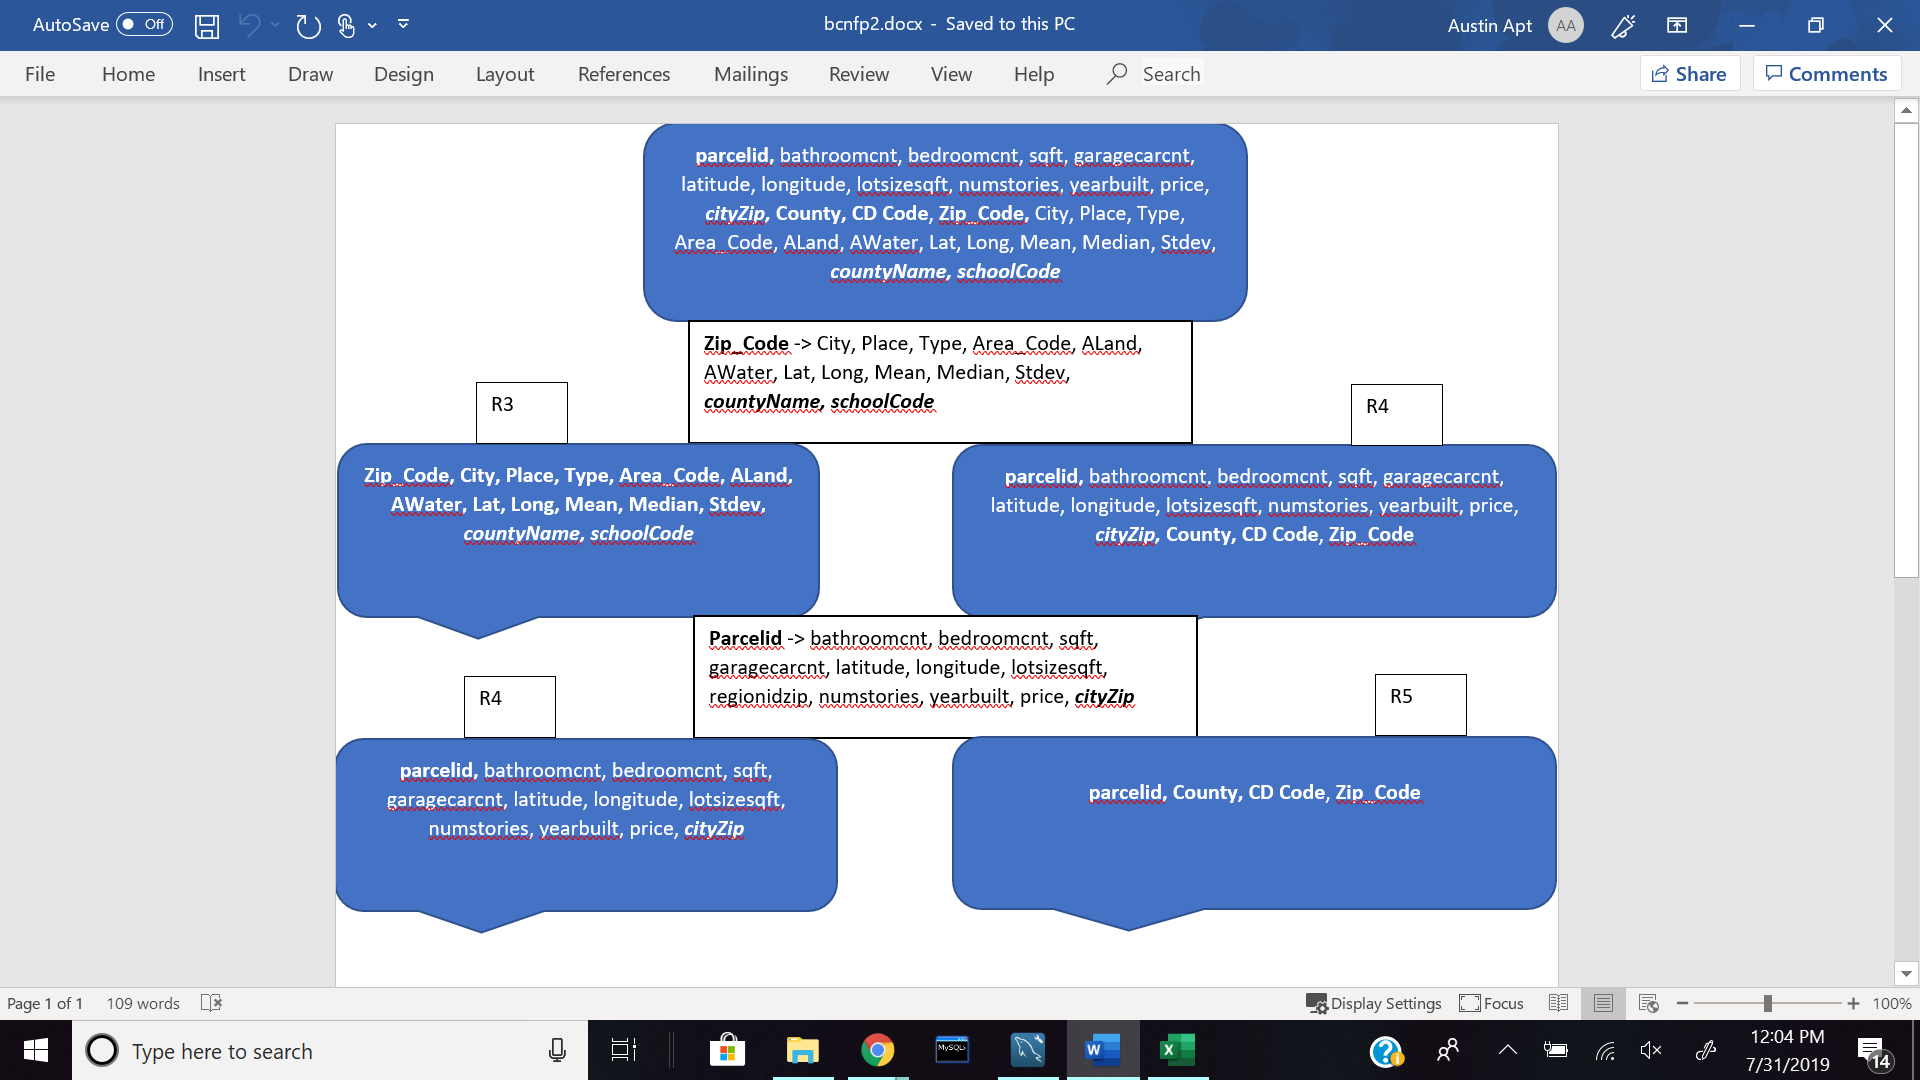 AutoSave Off
bcnfp2.docx - Saved to this PC
Austin Apt AA
File Home Insert Draw Design Layout References Mailings Review View Help Search Share Comments
parcelid, bathroomcnt, bedroomcnt, sqft, garagecarcnt,
latitude, longitude, lotsizesqft, numstories, yearbuilt, price,
cityZip, County, CD Code, Zip_Code, City, Place, Type,
Area_Code, ALand, AWater, Lat, Long, Mean, Median, Stdev,
countyName, schoolCode
Zip_Code -> City, Place, Type, Area_Code, ALand,
AWater, Lat, Long, Mean, Median, Stdev,
countyName, schoolCode
R3
R4
Zip_Code, City, Place, Type, Area_Code, ALand,
AWater, Lat, Long, Mean, Median, Stdev,
countyName, schoolCode
parcelid, bathroomcnt, bedroomcnt, sqft, garagecarcnt,
latitude, longitude, lotsizesqft, numstories, yearbuilt, price,
cityZip, County, CD Code, Zip_Code
Parcelid -> bathroomcnt, bedroomcnt, sqft,
garagecarcnt, latitude, longitude, lotsizesqft,
regionidzip, numstories, yearbuilt, price, cityZip
R4
R5
parcelid, bathroomcnt, bedroomcnt, sqft,
garagecarcnt, latitude, longitude, lotsizesqft,
numstories, yearbuilt, price, cityZip
parcelid, County, CD Code, Zip_Code
Page 1 of 1 109 words Display Settings Focus 100%
Type here to search
MySQL
12:04 PM
7/31/2019
14